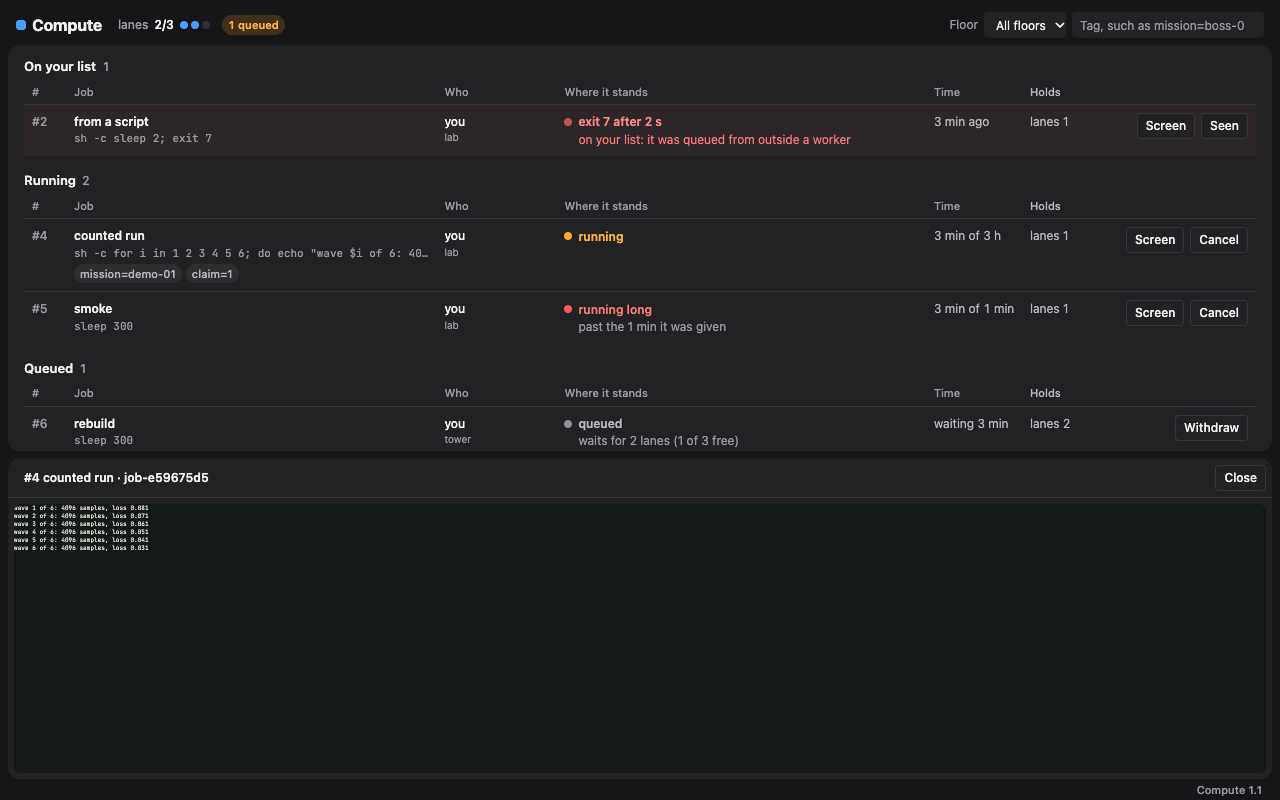 Compute lanes 2/3 1 queued Floor All floors Tag, such as mission=boss-0
On your list 1
# Job Who Where it stands Time Holds
#2 from a script you exit 7 after 2 s 3 min ago lanes 1 Screen Seen
sh -c sleep 2; exit 7 lab on your list: it was queued from outside a worker
Running 2
# Job Who Where it stands Time Holds
#4 counted run you running 3 min of 3 h lanes 1 Screen Cancel
sh -c for i in 1 2 3 4 5 6; do echo "wave $i of 6: 40… lab
mission=demo-01 claim=1
#5 smoke you running long 3 min of 1 min lanes 1 Screen Cancel
sleep 300 lab past the 1 min it was given
Queued 1
# Job Who Where it stands Time Holds
#6 rebuild you queued waiting 3 min lanes 2 Withdraw
sleep 300 tower waits for 2 lanes (1 of 3 free)
#4 counted run · job-e59675d5 Close
wave 1 of 6: 4096 samples, loss 0.081
wave 2 of 6: 4096 samples, loss 0.071
wave 3 of 6: 4096 samples, loss 0.061
wave 4 of 6: 4096 samples, loss 0.051
wave 5 of 6: 4096 samples, loss 0.041
wave 6 of 6: 4096 samples, loss 0.031
Compute 1.1